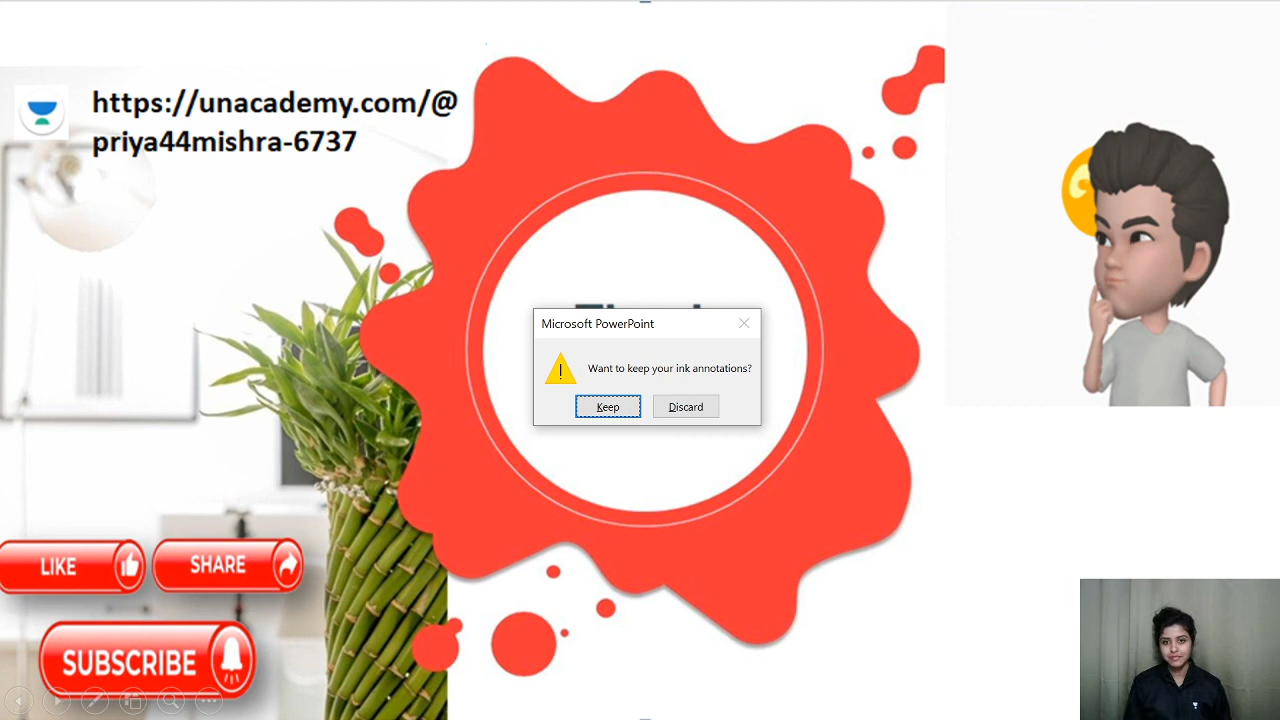 https://unacademy.com/@
priya44mishra-6737
Microsoft PowerPoint
Want to keep your ink annotations?
Keep
Discard
LIKE
SHARE
SUBSCRIBE